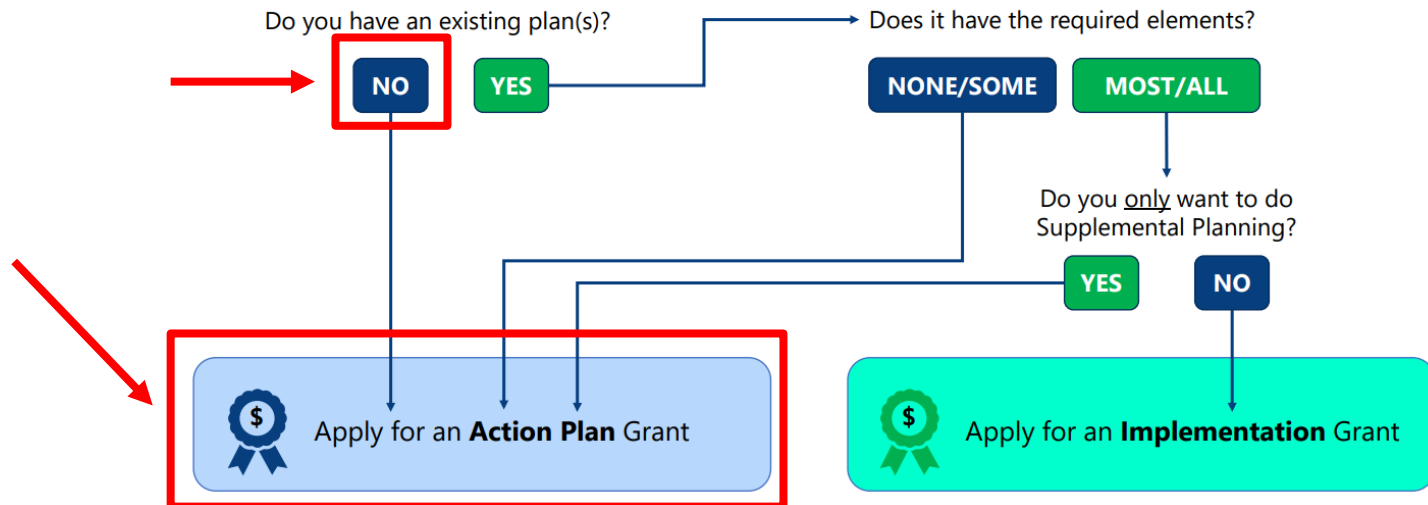 Do you have an existing plan(s)?
Does it have the required elements?
NO
YES
NONE/SOME
MOST/ALL
Do you only want to do
Supplemental Planning?
YES
NO
$
Apply for an Action Plan Grant
$
Apply for an Implementation Grant